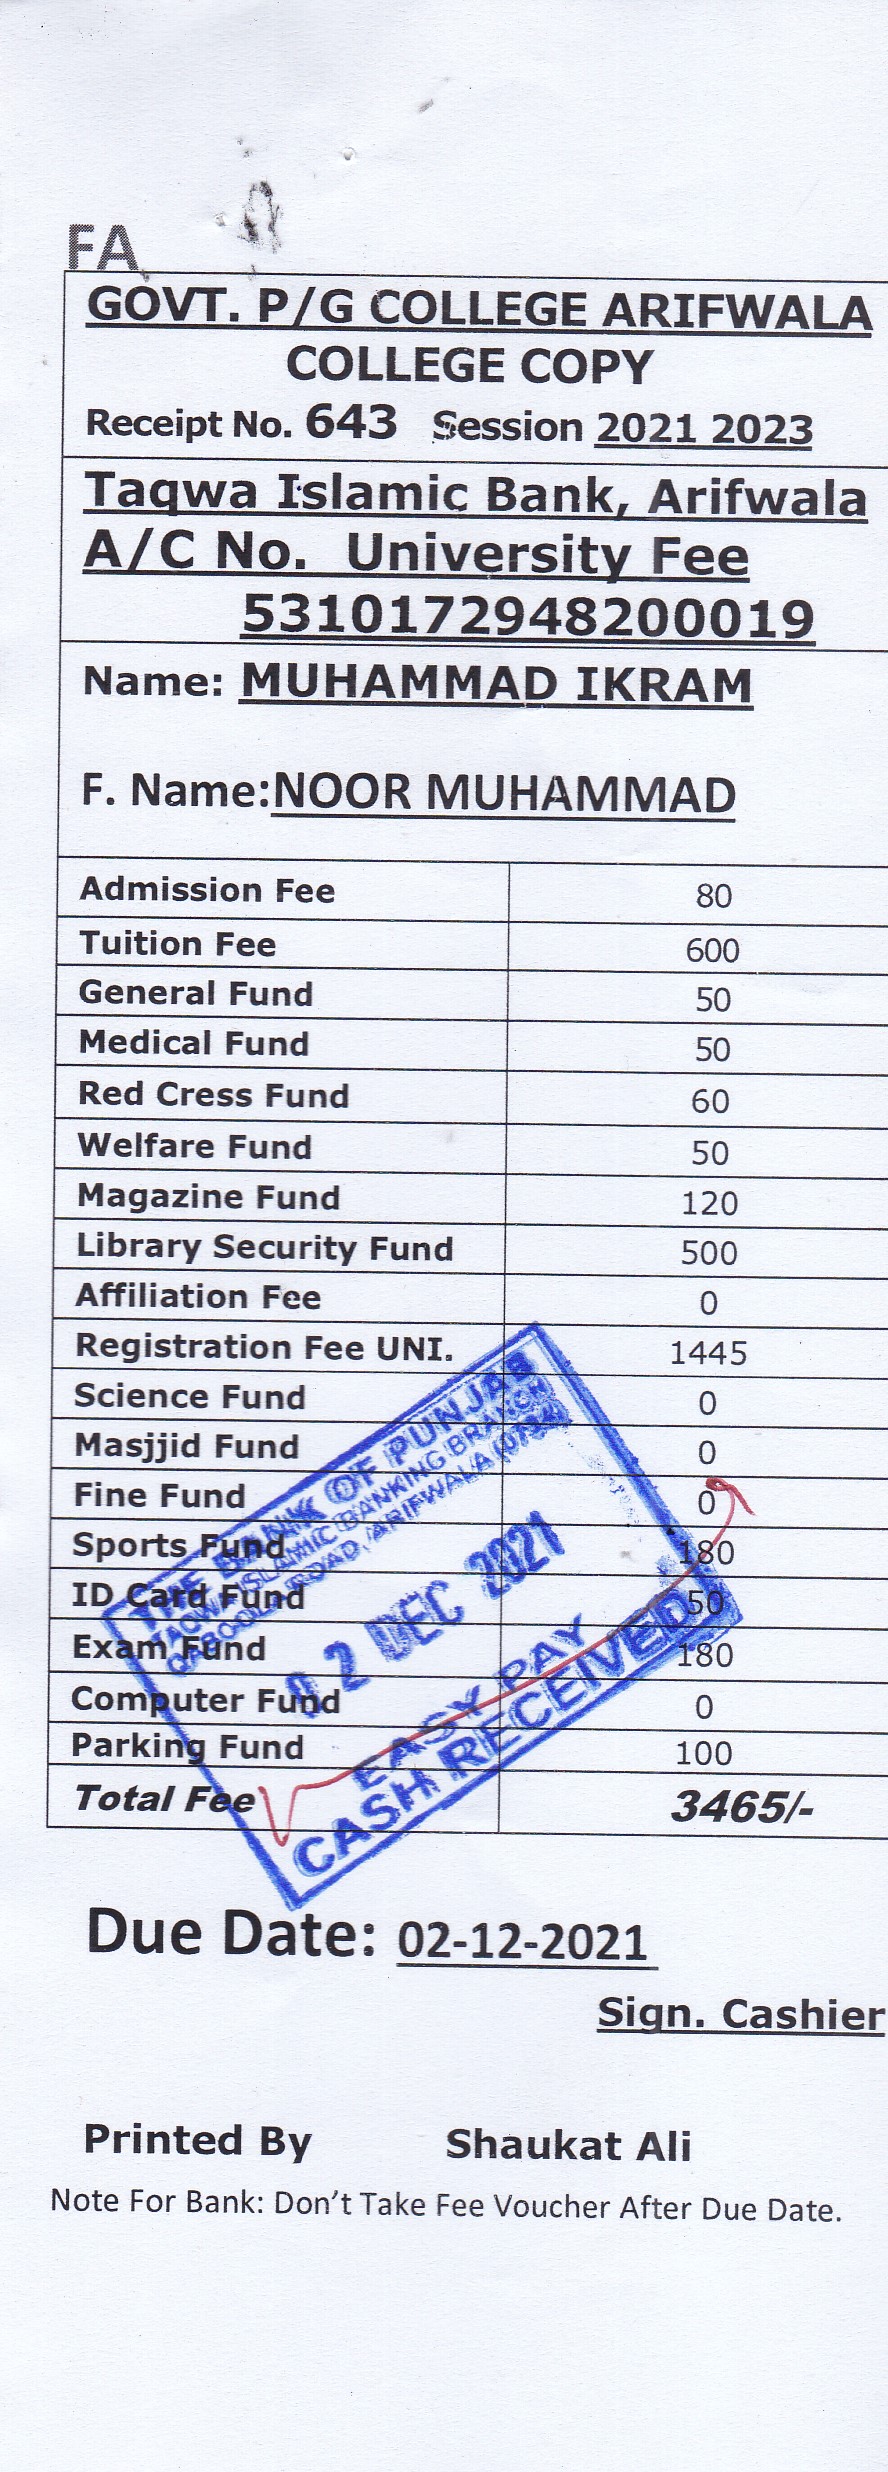 FA
GOVT. P/G COLLEGE ARIFWALA
COLLEGE COPY
Receipt No. 643 Session 2021 2023
Taqwa Islamic Bank, Arifwala
A/C No. University Fee
5310172948200019
Name: MUHAMMAD IKRAM
F. Name:NOOR MUHAMMAD
Admission Fee 80
Tuition Fee 600
General Fund 50
Medical Fund 50
Red Cress Fund 60
Welfare Fund 50
Magazine Fund 120
Library Security Fund 500
Affiliation Fee 0
Registration Fee UNI. 1445
Science Fund 0
Masjjid Fund 0
Fine Fund 0
Sports Fund 180
ID Card Fund 50
Exam Fund 180
Computer Fund 0
Parking Fund 100
Total Fee 3465/-
THE BANK OF PUNJAB
TAQWA ISLAMIC BANKING BRANCH
ROAD, ARIFWALA
02 DEC 2021
EASY PAY
CASH RECEIVED
Due Date: 02-12-2021
Sign. Cashier
Printed By Shaukat Ali
Note For Bank: Don't Take Fee Voucher After Due Date.